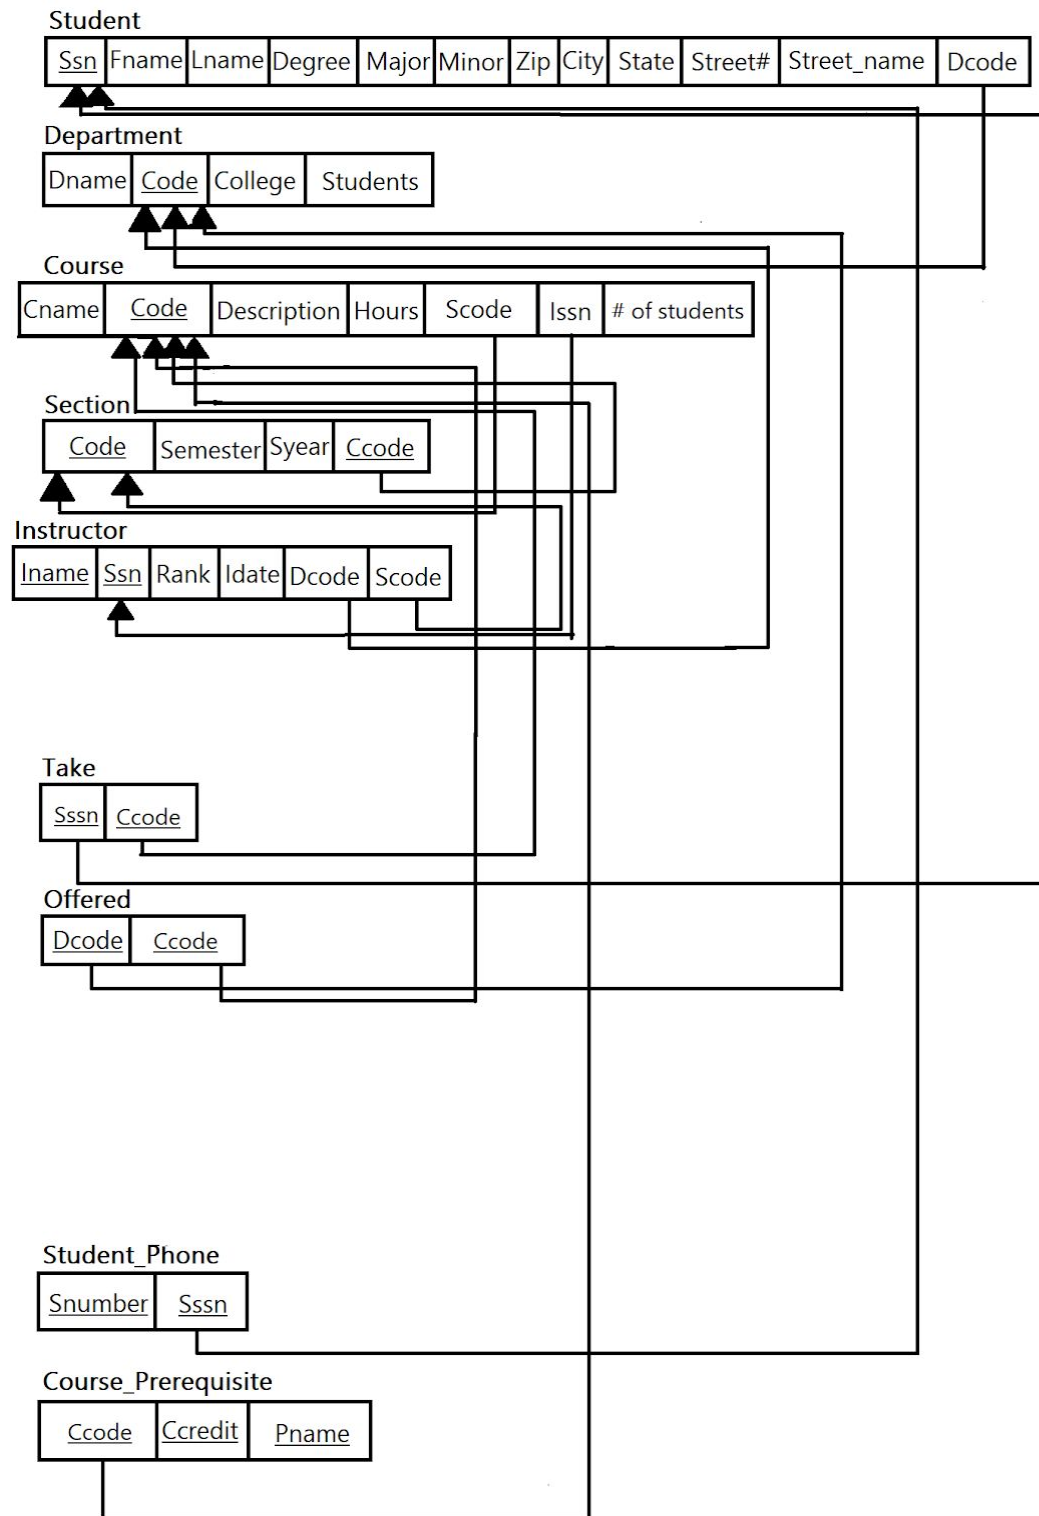 Student
Ssn Fname Lname Degree Major Minor Zip City State Street# Street_name Dcode
Department
Dname Code College Students
Course
Cname Code Description Hours Scode Issn # of students
Section
Code Semester Syear Ccode
Instructor
Iname Ssn Rank Idate Dcode Scode
Take
Sssn Ccode
Offered
Dcode Ccode
Student_Phone
Snumber Sssn
Course_Prerequisite
Ccode Ccredit Pname